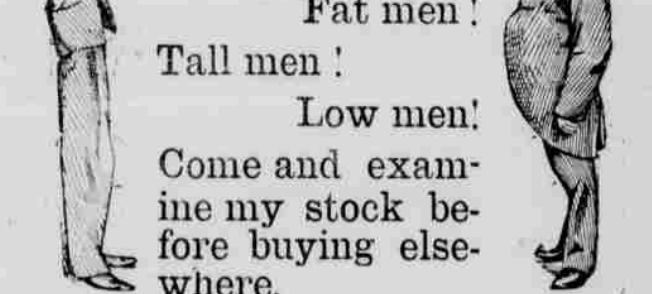 Fat men!
Tall men!
Low men!
Come and exam-
ine my stock be-
fore buying else-
where.